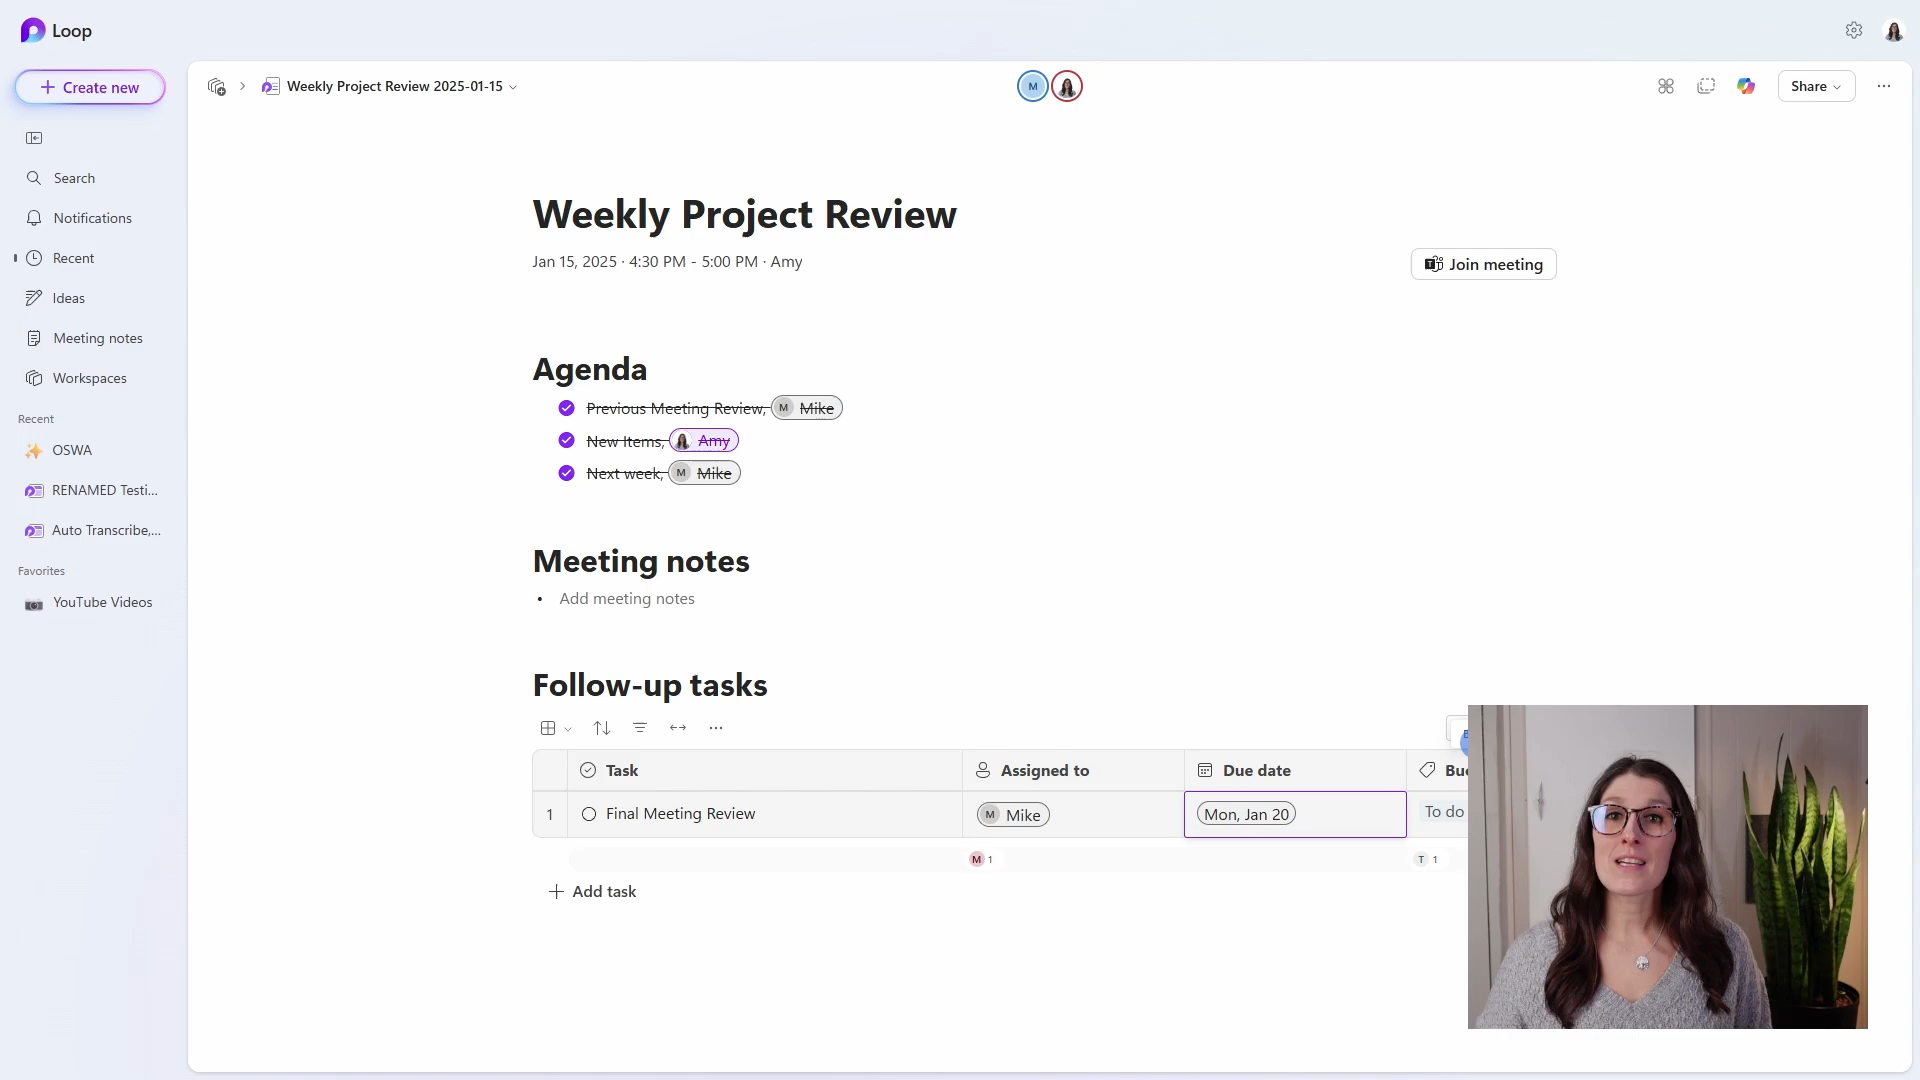 Loop
Create new
Search
Notifications
Recent
Ideas
Meeting notes
Workspaces
Recent
OSWA
RENAMED Testi...
Auto Transcribe,...
Favorites
YouTube Videos
Weekly Project Review 2025-01-15
M
Share
Weekly Project Review
Jan 15, 2025 · 4:30 PM - 5:00 PM · Amy
Join meeting
Agenda
Previous Meeting Review, M Mike
New Items, Amy
Next week, M Mike
Meeting notes
• Add meeting notes
Follow-up tasks
Task Assigned to Due date
1 Final Meeting Review M Mike Mon, Jan 20 To do
M 1 T 1
Add task